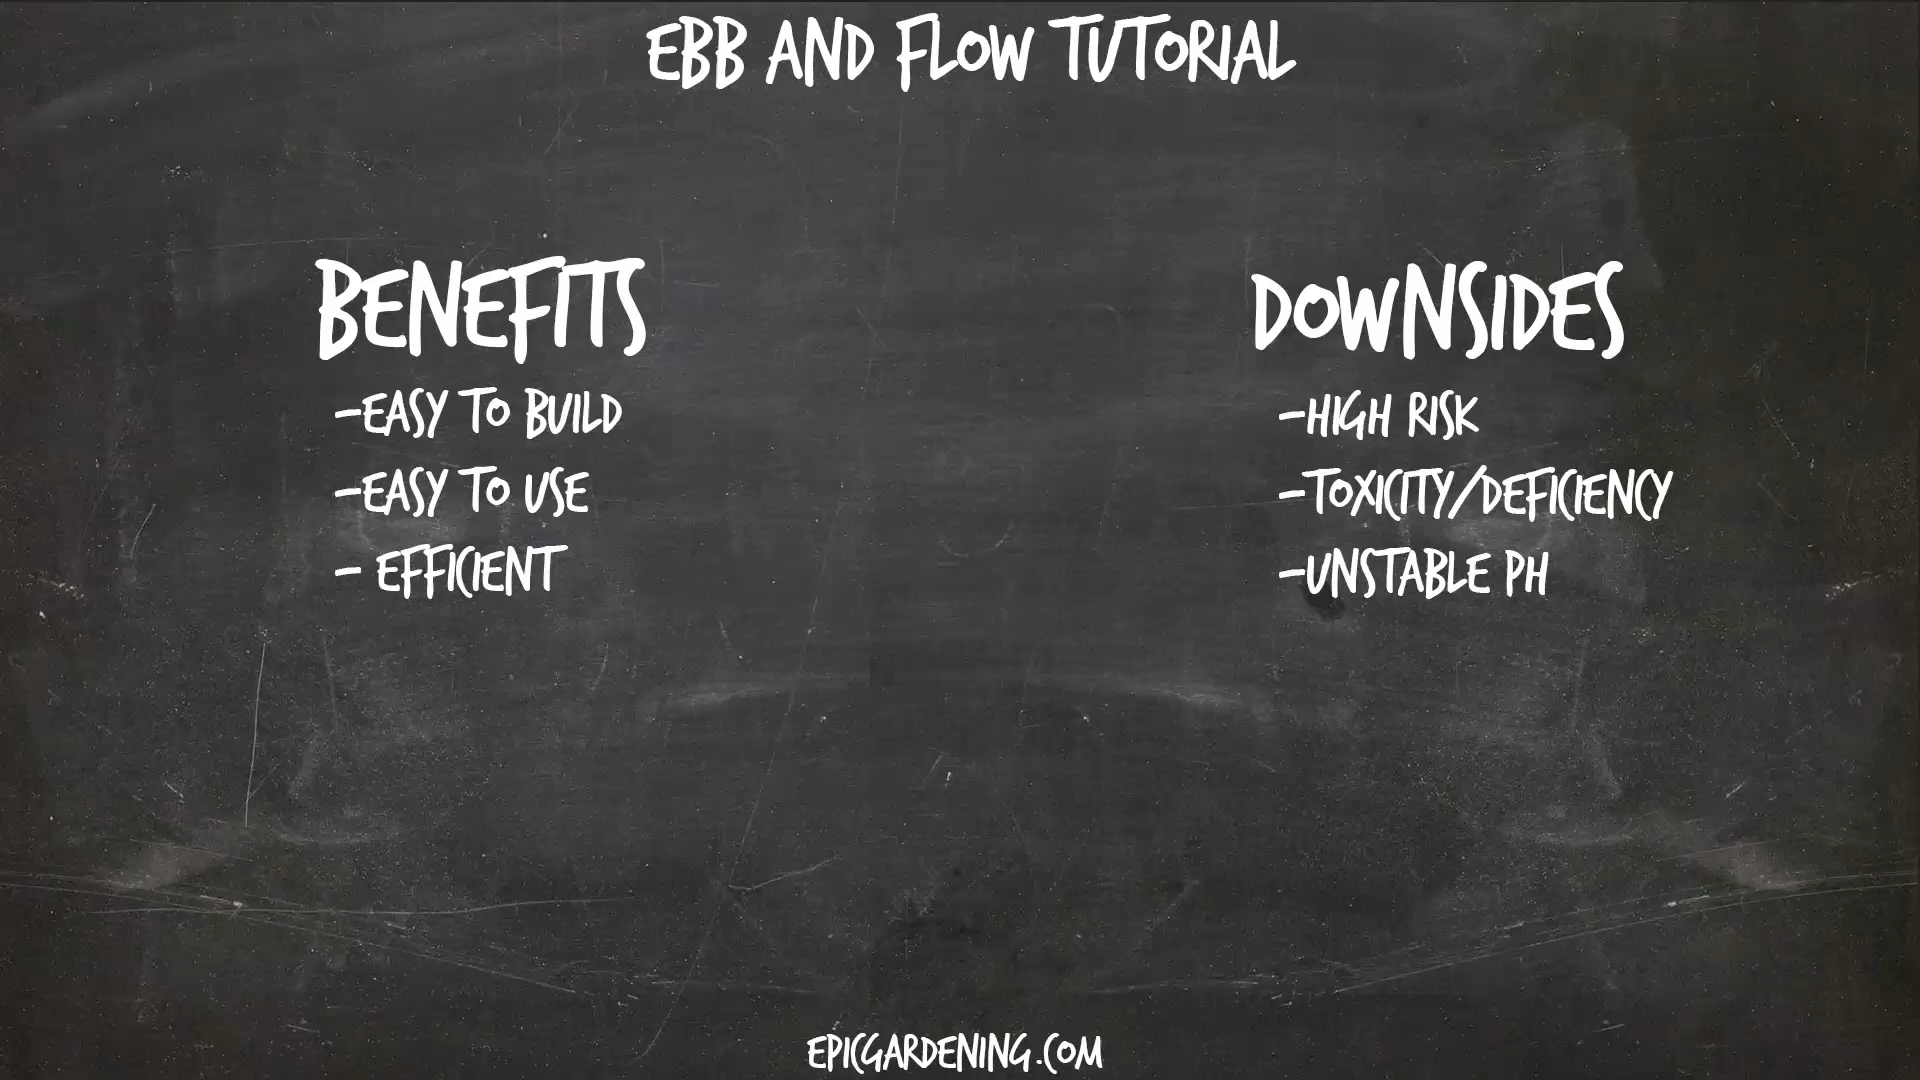 EBB AND FLOW TUTORIAL
BENEFITS
-EASY TO BUILD
-EASY TO USE
- EFFICIENT
DOWNSIDES
-HIGH RISK
-TOXICITY/DEFICIENCY
-UNSTABLE PH
EPICGARDENING.COM